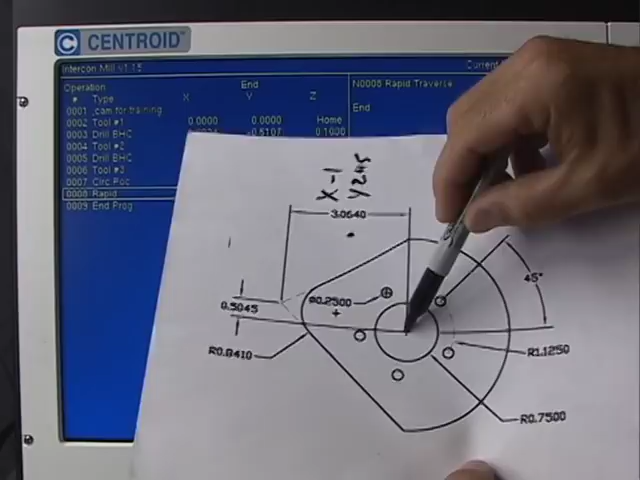 CENTROID
Intercon Mill v1.15
Current
Operation
End
# Type X Y Z
0001 ,cam for training
0002 Tool #1 0.0000 0.0000 Home
0003 Drill BHC -0.5107 0.1000
0004 Tool #2
0005 Drill BHC
0006 Tool #3
0007 Circ Poc
0008 Rapid
0009 End Prog
N0008 Rapid Traverse
End
X -1
3.0640
45°
Ø0.2500
0.5045
R0.8410
R1.1250
R0.7500